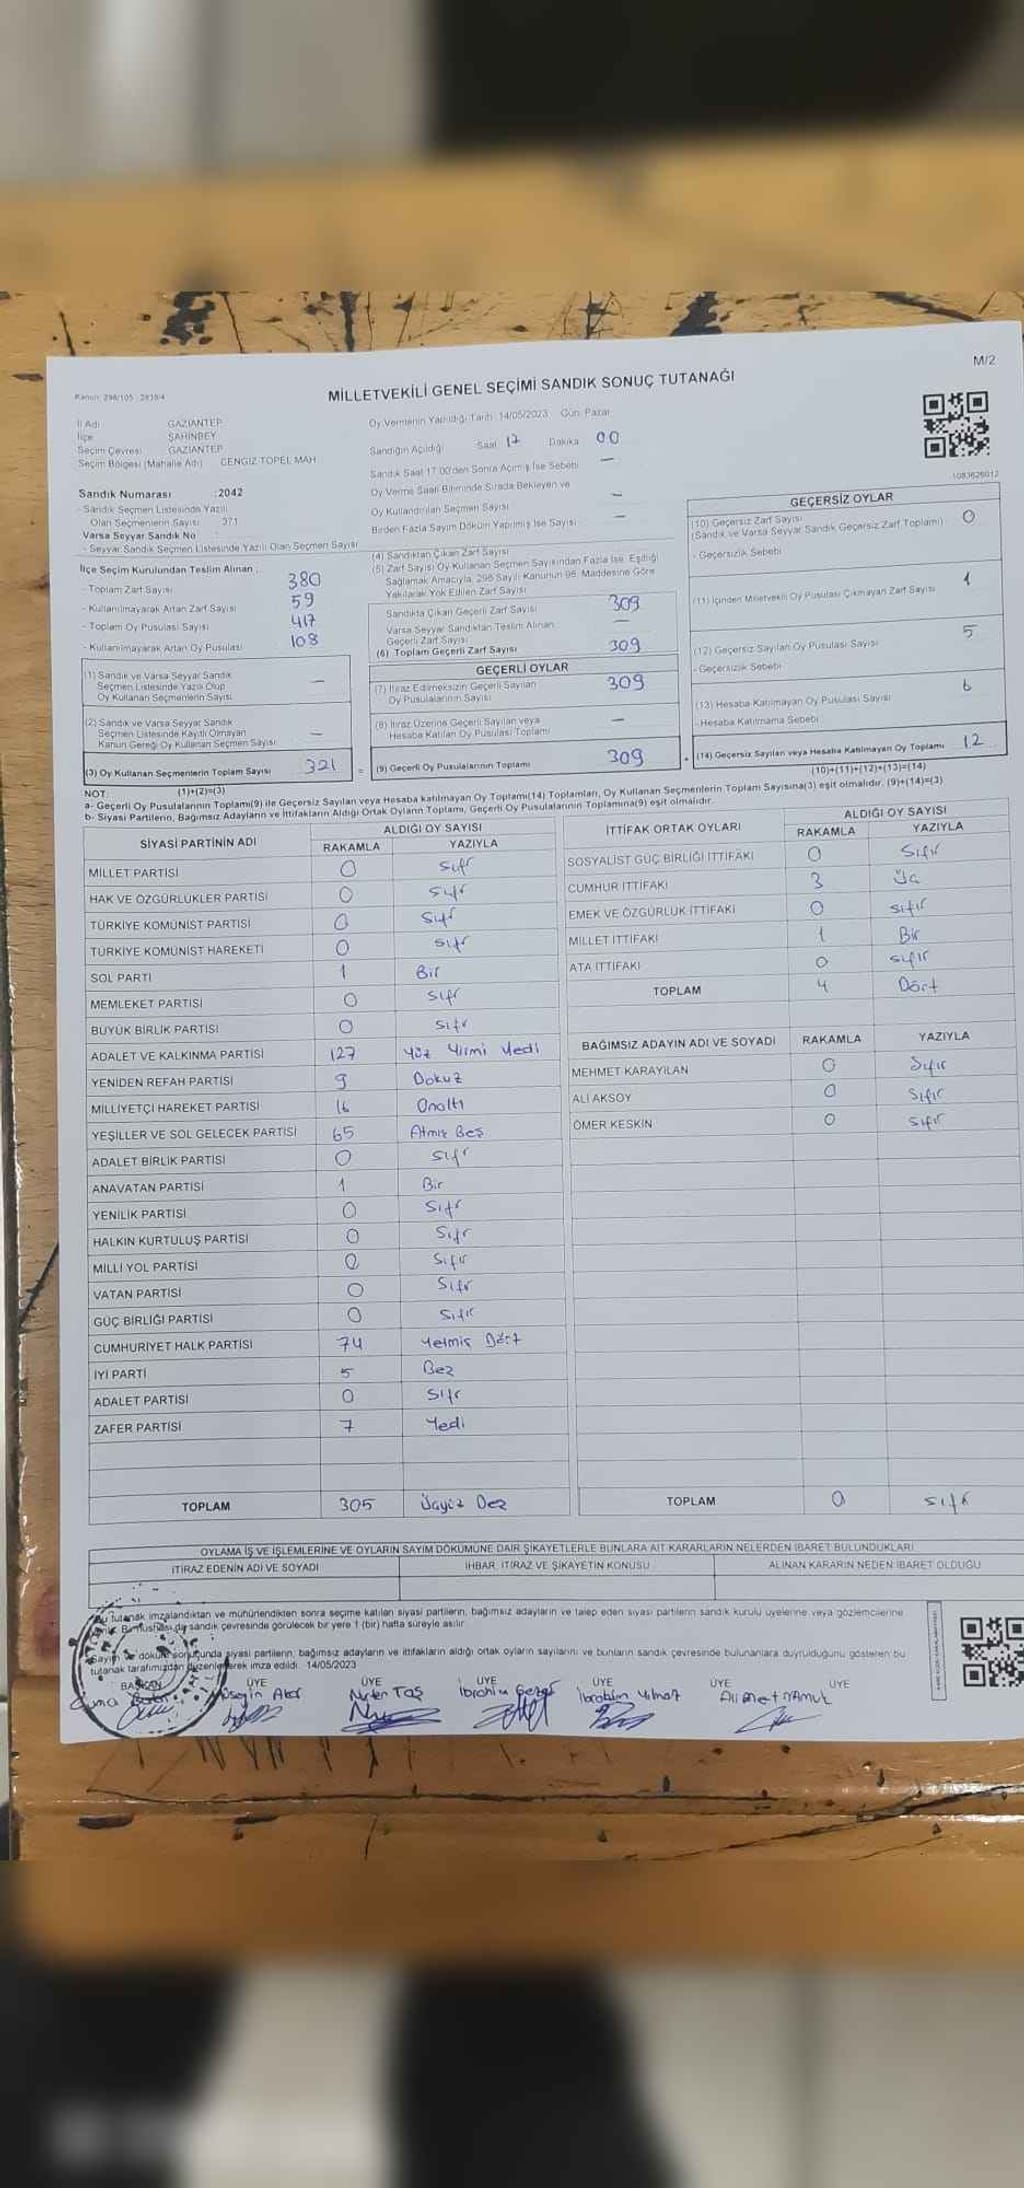 M/2
Kanun: 298/105 - 2839/4
MİLLETVEKİLİ GENEL SEÇİMİ SANDIK SONUÇ TUTANAĞI
İl Adı GAZİANTEP
İlçe ŞAHİNBEY
Seçim Çevresi GAZİANTEP
Seçim Bölgesi (Mahalle Adı) CENGİZ TOPEL MAH
Sandık Numarası :2042
- Sandık Seçmen Listesinde Yazılı
Olan Seçmenlerin Sayısı : 371
Varsa Seyyar Sandık No
- Seyyar Sandık Seçmen Listesinde Yazılı Olan Seçmen Sayısı
İlçe Seçim Kurulundan Teslim Alınan :
- Toplam Zarf Sayısı 380
- Kullanılmayarak Artan Zarf Sayısı 59
- Toplam Oy Pusulası Sayısı 417
- Kullanılmayarak Artan Oy Pusulası 108
(1) Sandık ve Varsa Seyyar Sandık
Seçmen Listesinde Yazılı Olup
Oy Kullanan Seçmenlerin Sayısı —
(2) Sandık ve Varsa Seyyar Sandık
Seçmen Listesinde Kayıtlı Olmayan
Kanun Gereği Oy Kullanan Seçmen Sayısı —
(3) Oy Kullanan Seçmenlerin Toplam Sayısı 321
Oy Vermenin Yapıldığı Tarih: 14/05/2023 Gün: Pazar
Sandığın Açıldığı Saat 17 Dakika 00
Sandık Saat 17.00'den Sonra Açılmış İse Sebebi —
Oy Verme Saati Bitiminde Sırada Bekleyen ve
Oy Kullandırılan Seçmen Sayısı —
Birden Fazla Sayım Döküm Yapılmış İse Sayısı —
(4) Sandıktan Çıkan Zarf Sayısı
(5) Zarf Sayısı Oy Kullanan Seçmen Sayısından Fazla İse, Eşitliği
Sağlamak Amacıyla, 298 Sayılı Kanunun 98. Maddesine Göre
Yakılarak Yok Edilen Zarf Sayısı
Sandıkta Çıkan Geçerli Zarf Sayısı 309
Varsa Seyyar Sandıktan Teslim Alınan
Geçerli Zarf Sayısı —
(6) Toplam Geçerli Zarf Sayısı 309
GEÇERLİ OYLAR
(7) İtiraz Edilmeksizin Geçerli Sayılan
Oy Pusulalarının Sayısı 309
(8) İtiraz Üzerine Geçerli Sayılan veya
Hesaba Katılan Oy Pusulası Toplamı —
= (9) Geçerli Oy Pusulalarının Toplamı 309
1083626012
GEÇERSİZ OYLAR
(10) Geçersiz Zarf Sayısı 0
(Sandık ve Varsa Seyyar Sandık Geçersiz Zarf Toplamı)
- Geçersizlik Sebebi
(11) İçinden Milletvekili Oy Pusulası Çıkmayan Zarf Sayısı 1
(12) Geçersiz Sayılan Oy Pusulası Sayısı 5
- Geçersizlik Sebebi
(13) Hesaba Katılmayan Oy Pusulası Sayısı 6
- Hesaba Katılmama Sebebi
+ (14) Geçersiz Sayılan veya Hesaba Katılmayan Oy Toplamı 12
NOT: (1)+(2)=(3) (10)+(11)+(12)+(13)=(14)
a- Geçerli Oy Pusulalarının Toplamı(9) ile Geçersiz Sayılan veya Hesaba katılmayan Oy Toplamı(14) Toplamları, Oy Kullanan Seçmenlerin Toplam Sayısına(3) eşit olmalıdır. (9)+(14)=(3)
b- Siyasi Partilerin, Bağımsız Adayların ve İttifakların Aldığı Ortak Oyların Toplamı, Geçerli Oy Pusulalarının Toplamına(9) eşit olmalıdır.
SİYASİ PARTİNİN ADI ALDIĞI OY SAYISI
RAKAMLA YAZIYLA
MİLLET PARTİSİ 0 Sıfr
HAK VE ÖZGÜRLÜKLER PARTİSİ 0 Sıfr
TÜRKİYE KOMÜNİST PARTİSİ 0 Sıfr
TÜRKİYE KOMÜNİST HAREKETİ 0 Sıfr
SOL PARTİ 1 Bir
MEMLEKET PARTİSİ 0 Sıfr
BÜYÜK BİRLİK PARTİSİ 0 Sıfr
ADALET VE KALKINMA PARTİSİ 127 Yüz Yirmi Yedi
YENİDEN REFAH PARTİSİ 9 Dokuz
MİLLİYETÇİ HAREKET PARTİSİ 16 Onaltı
YEŞİLLER VE SOL GELECEK PARTİSİ 65 Atmış Beş
ADALET BİRLİK PARTİSİ 0 Sıfr
ANAVATAN PARTİSİ 1 Bir
YENİLİK PARTİSİ 0 Sıfr
HALKIN KURTULUŞ PARTİSİ 0 Sıfr
MİLLİ YOL PARTİSİ 0 Sıfır
VATAN PARTİSİ 0 Sıfr
GÜÇ BİRLİĞİ PARTİSİ 0 Sıfır
CUMHURİYET HALK PARTİSİ 74 Yetmiş Dört
İYİ PARTİ 5 Beş
ADALET PARTİSİ 0 Sıfr
ZAFER PARTİSİ 7 Yedi
TOPLAM 305 Üçyüz Beş
İTTİFAK ORTAK OYLARI ALDIĞI OY SAYISI
RAKAMLA YAZIYLA
SOSYALİST GÜÇ BİRLİĞİ İTTİFAKI 0 Sıfır
CUMHUR İTTİFAKI 3 Üç
EMEK VE ÖZGÜRLÜK İTTİFAKI 0 Sıfır
MİLLET İTTİFAKI 1 Bir
ATA İTTİFAKI 0 Sıfır
TOPLAM 4 Dört
BAĞIMSIZ ADAYIN ADI VE SOYADI RAKAMLA YAZIYLA
MEHMET KARAYILAN 0 Sıfır
ALİ AKSOY 0 Sıfır
ÖMER KESKİN 0 Sıfır
TOPLAM 0 Sıfır
OYLAMA İŞ VE İŞLEMLERİNE VE OYLARIN SAYIM DÖKÜMÜNE DAİR ŞİKAYETLERLE BUNLARA AİT KARARLARIN NELERDEN İBARET BULUNDUKLARI
İTİRAZ EDENİN ADI VE SOYADI İHBAR, İTİRAZ VE ŞİKAYETİN KONUSU ALINAN KARARIN NEDEN İBARET OLDUĞU
Bu tutanak imzalandıktan ve mühürlendikten sonra seçime katılan siyasi partilerin, bağımsız adayların ve talep eden siyasi partilerin sandık kurulu üyelerine veya gözlemcilerine
Bir nüshası da sandık çevresinde görülecek bir yere 1 (bir) hafta süreyle asılır
Sayım ve döküm sonucunda siyasi partilerin, bağımsız adayların ve ittifakların aldığı ortak oyların sayılarını ve bunların sandık çevresinde bulunanlara duyrulduğunu gösteren bu
tutanak tarafımızdan düzenlenerek imza edildi. 14/05/2023
BAŞKAN ÜYE ÜYE ÜYE ÜYE ÜYE ÜYE
Nurten Taş İbrahim İbrahim Yılmaz